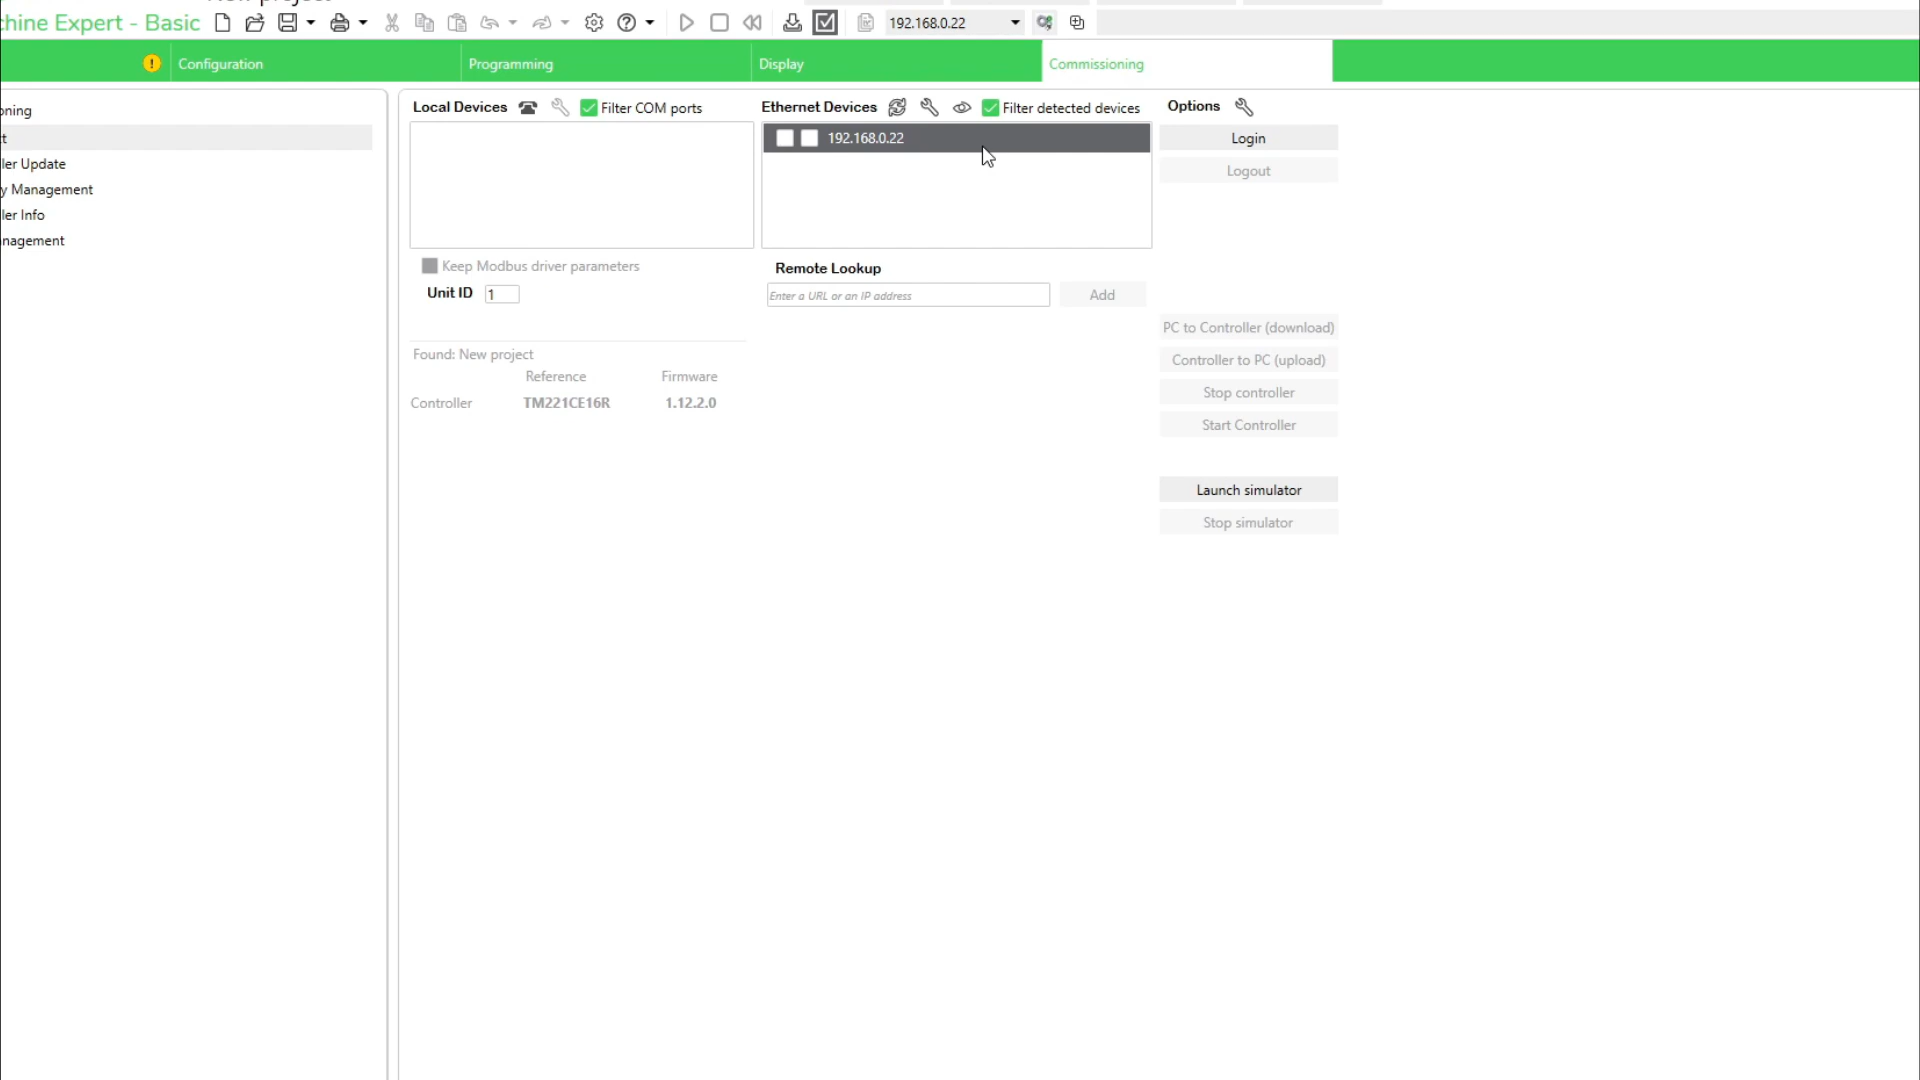 New project
chine Expert - Basic
192.168.0.22
!
Configuration
Programming
Display
Commissioning
oning
ct
ler Update
y Management
ler Info
nagement
Local Devices
Filter COM ports
Keep Modbus driver parameters
Unit ID 1
Found: New project
Reference Firmware
Controller TM221CE16R 1.12.2.0
Ethernet Devices
Filter detected devices
192.168.0.22
Remote Lookup
Enter a URL or an IP address
Add
Options
Login
Logout
PC to Controller (download)
Controller to PC (upload)
Stop controller
Start Controller
Launch simulator
Stop simulator